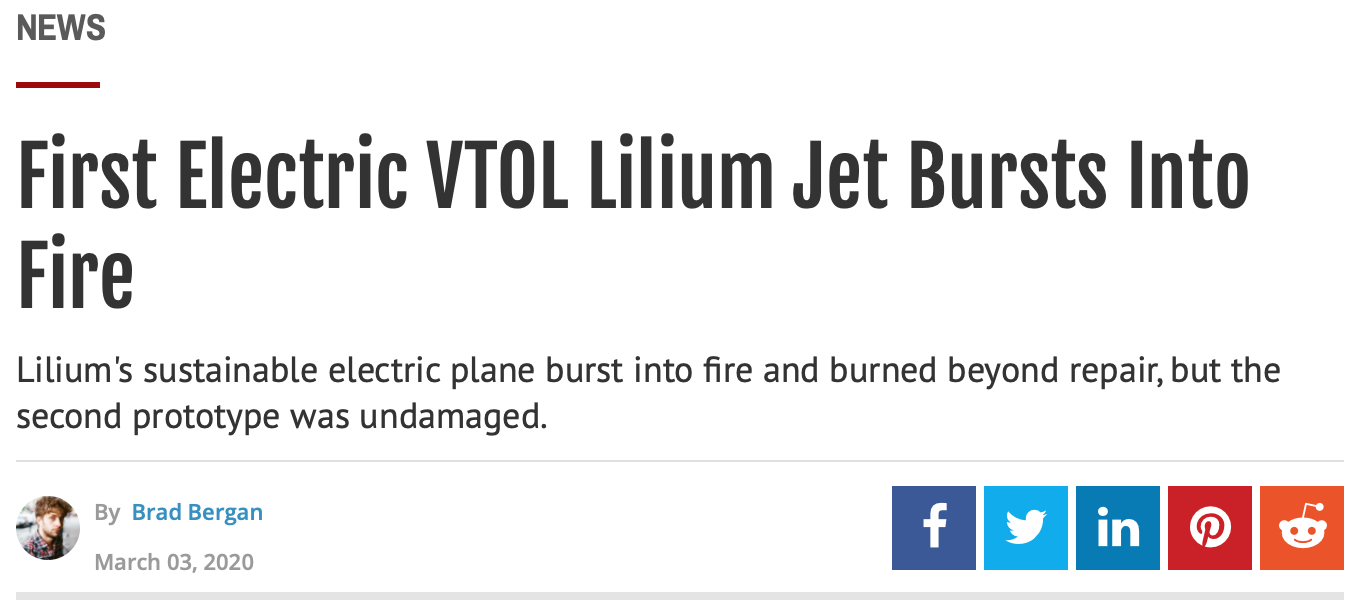 NEWS
First Electric VTOL Lilium Jet Bursts Into
Fire
Lilium's sustainable electric plane burst into fire and burned beyond repair, but the
second prototype was undamaged.
By Brad Bergan
March 03, 2020